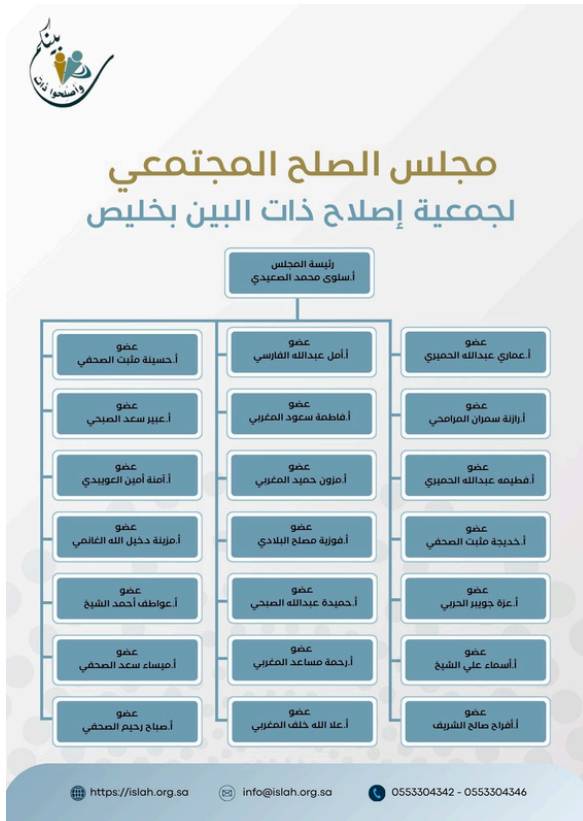 بينكم
وأصلحوا ذات
مجلس الصلح المجتمعي
لجمعية إصلاح ذات البين بخليص
رئيسة المجلس
أ.سلوى محمد الصعيدي
عضو
أ.عماري عبدالله الحميري
عضو
أ.أمل عبدالله الفارسي
عضو
أ.حسينة مثبت الصحفي
عضو
أ.رازنة سمران المرامحي
عضو
أ.فاطمة سعود المغربي
عضو
أ.عبير سعد الصبحي
عضو
أ.فطيمه عبدالله الحميري
عضو
أ.مزون حميد المغربي
عضو
أ.آمنة أمين العوييدي
عضو
أ.خديجة مثبت الصحفي
عضو
أ.فوزية مصلح البلادي
عضو
أ.مزينة دخيل الله الغانمي
عضو
أ.عزة جويبر الحربي
عضو
أ.حميدة عبدالله الصبحي
عضو
أ.عواطف أحمد الشيخ
عضو
أ.أسماء علي الشيخ
عضو
أ.رحمة مساعد المغربي
عضو
أ.ميساء سعد الصحفي
عضو
أ.أفراح صالح الشريف
عضو
أ.علا الله خلف المغربي
عضو
أ.صباح رحيم الصحفي
https://islah.org.sa
info@islah.org.sa
0553304342 - 0553304346